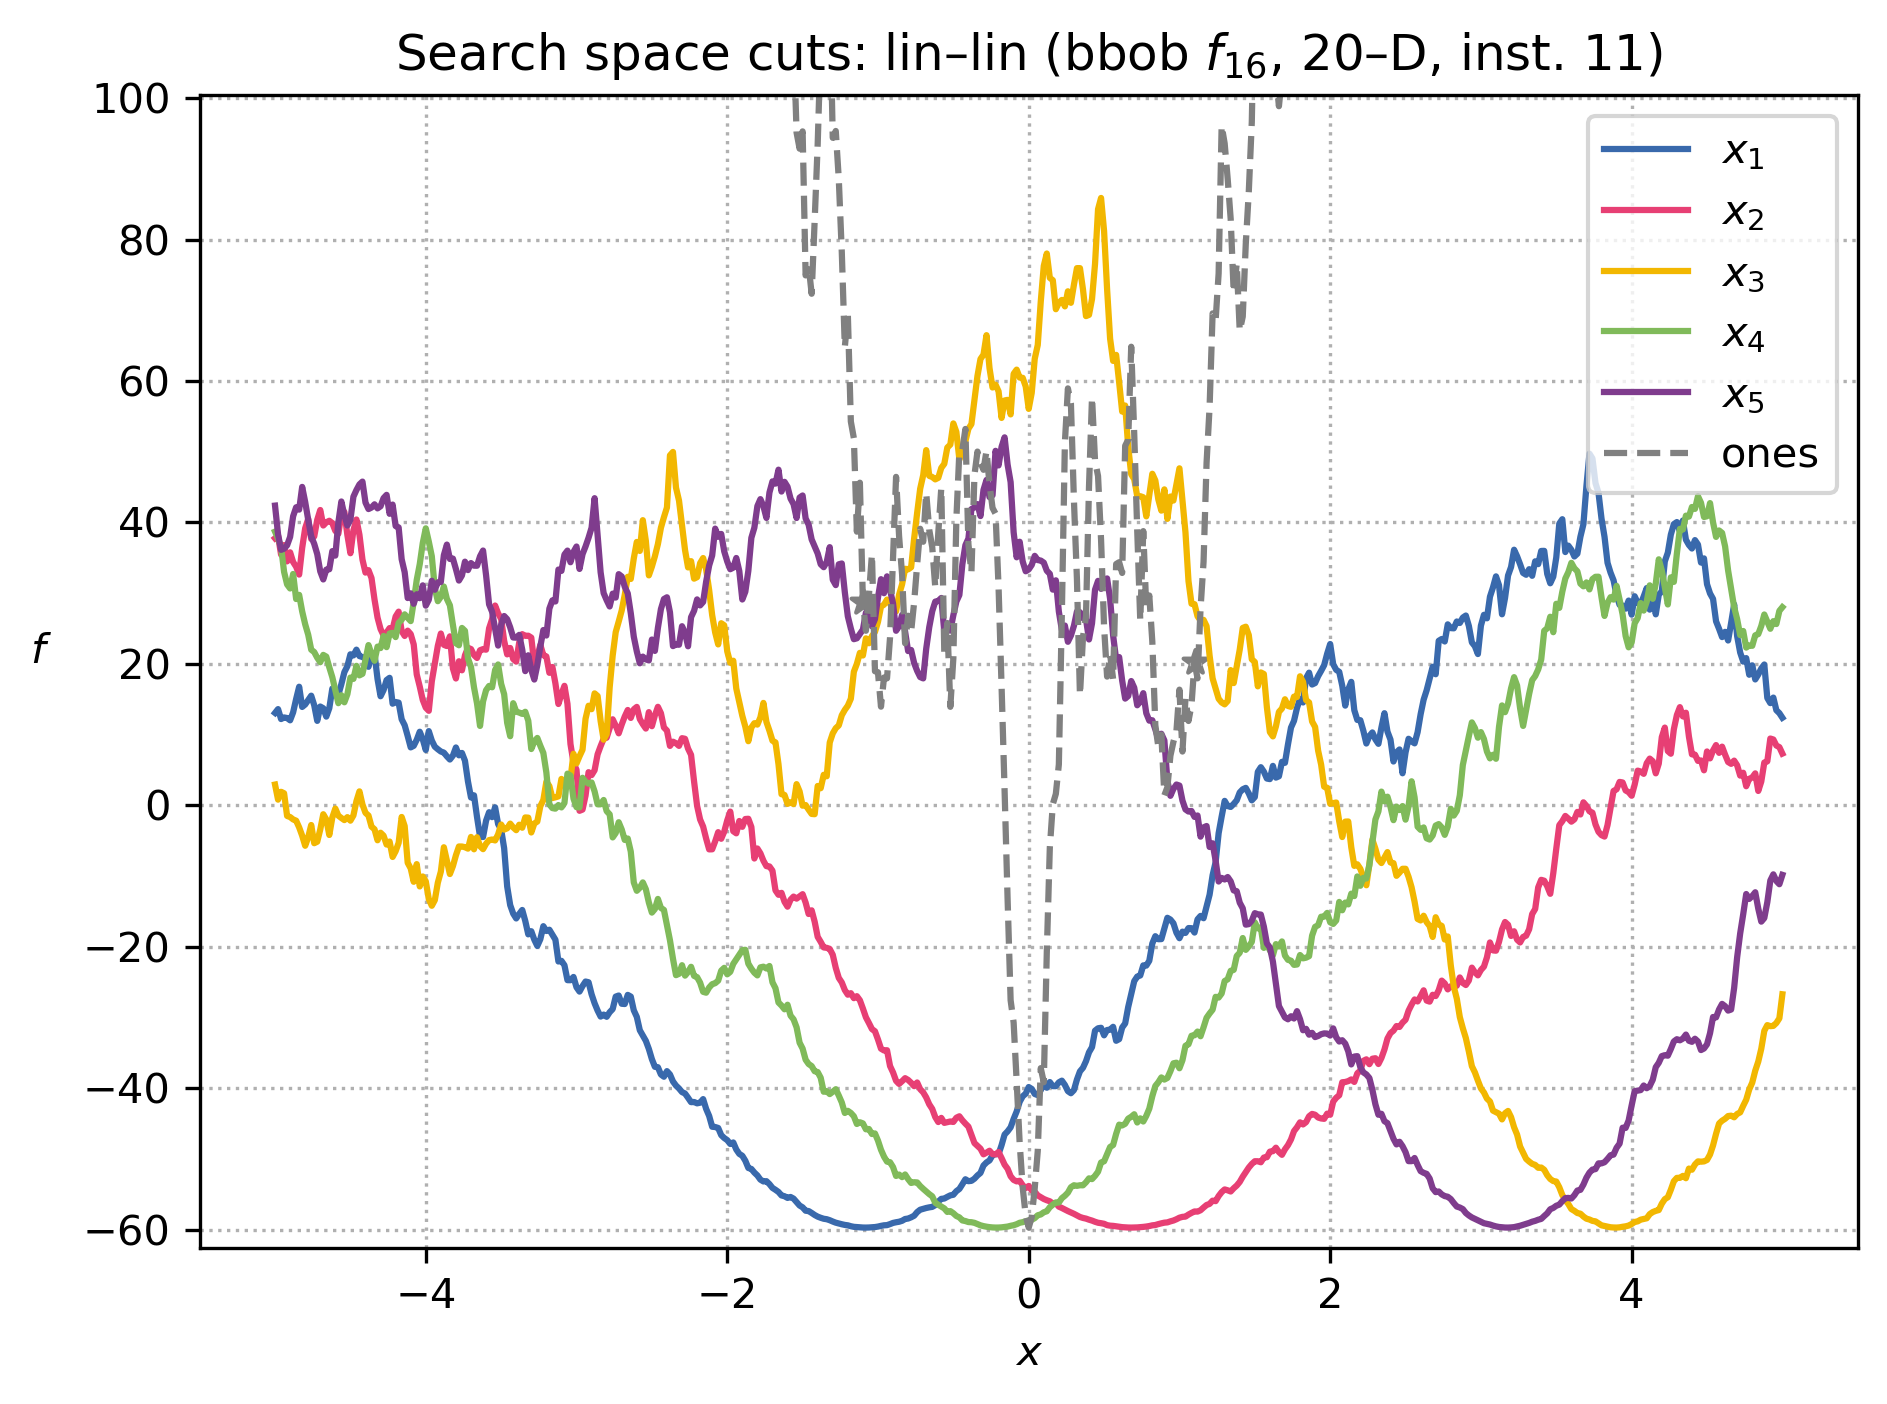 Search space cuts: lin–lin (bbob f₁₆, 20–D, inst. 11)
100
80
60
40
20
0
−20
−40
−60
f
x₁
x₂
x₃
x₄
x₅
ones
−4
−2
0
2
4
x